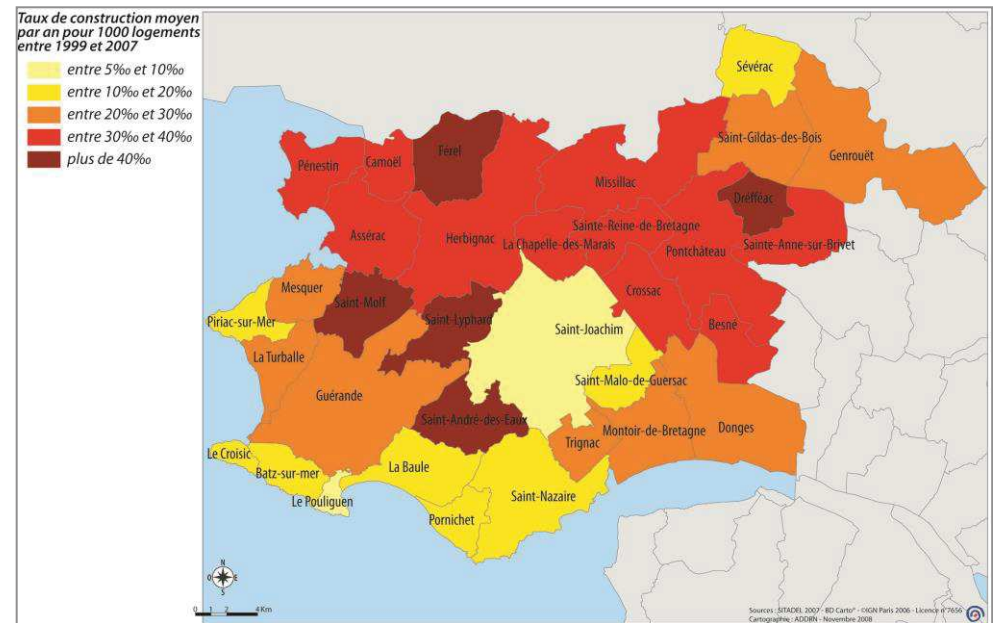 Taux de construction moyen
par an pour 1000 logements
entre 1999 et 2007
entre 5‰ et 10‰
entre 10‰ et 20‰
entre 20‰ et 30‰
entre 30‰ et 40‰
plus de 40‰
Sévérac
Saint-Gildas-des-Bois
Genrouët
Férel
Pénestin
Camoël
Missillac
Drefféac
Assérac
Herbignac
La Chapelle-des-Marais
Sainte-Reine-de-Bretagne
Pontchâteau
Sainte-Anne-sur-Brivet
Mesquer
Saint-Molf
Crossac
Piriac-sur-Mer
Saint-Lyphard
Saint-Joachim
Besné
La Turballe
Guérande
Saint-Malo-de-Guersac
Saint-André-des-Eaux
Trignac
Montoir-de-Bretagne
Donges
Le Croisic
Batz-sur-mer
La Baule
Le Pouliguen
Saint-Nazaire
Pornichet
N
O E
S
0 1 2 4 Km
Sources : SITADEL 2007 - BD Carto® - ©IGN Paris 2006 - Licence n°7656
Cartographie : ADDRN - Novembre 2008